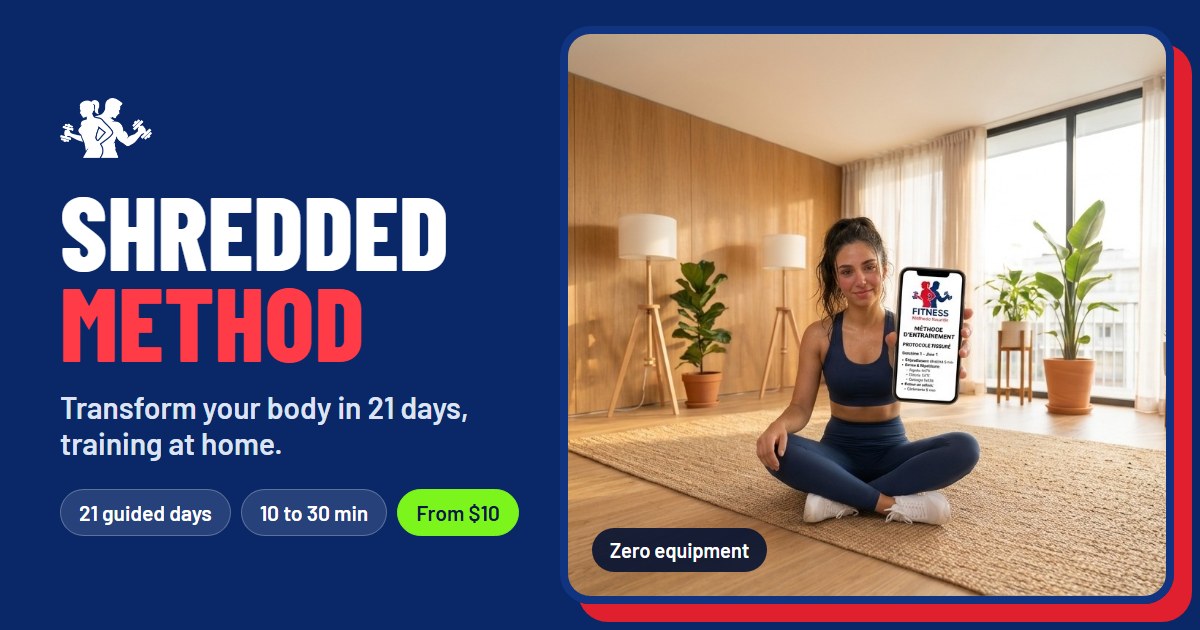 SHREDDED
METHOD
Transform your body in 21 days,
training at home.
21 guided days
10 to 30 min
From $10
FITNESS
MÉTHODE
D'ENTRAINEMENT
PROTOCOLE
Zero equipment